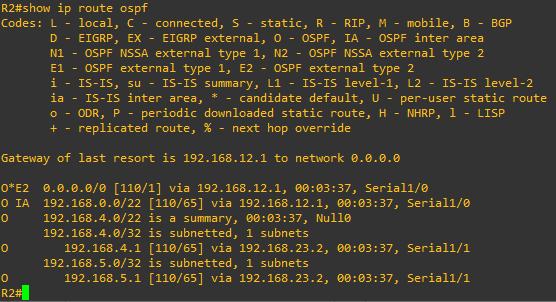 R2#show ip route ospf
Codes: L - local, C - connected, S - static, R - RIP, M - mobile, B - BGP
D - EIGRP, EX - EIGRP external, O - OSPF, IA - OSPF inter area
N1 - OSPF NSSA external type 1, N2 - OSPF NSSA external type 2
E1 - OSPF external type 1, E2 - OSPF external type 2
i - IS-IS, su - IS-IS summary, L1 - IS-IS level-1, L2 - IS-IS level-2
ia - IS-IS inter area, * - candidate default, U - per-user static route
o - ODR, P - periodic downloaded static route, H - NHRP, l - LISP
+ - replicated route, % - next hop override
Gateway of last resort is 192.168.12.1 to network 0.0.0.0
O*E2 0.0.0.0/0 [110/1] via 192.168.12.1, 00:03:37, Serial1/0
O IA 192.168.0.0/22 [110/65] via 192.168.12.1, 00:03:37, Serial1/0
O 192.168.4.0/22 is a summary, 00:03:37, Null0
192.168.4.0/32 is subnetted, 1 subnets
O 192.168.4.1 [110/65] via 192.168.23.2, 00:03:37, Serial1/1
192.168.5.0/32 is subnetted, 1 subnets
O 192.168.5.1 [110/65] via 192.168.23.2, 00:03:37, Serial1/1
R2#